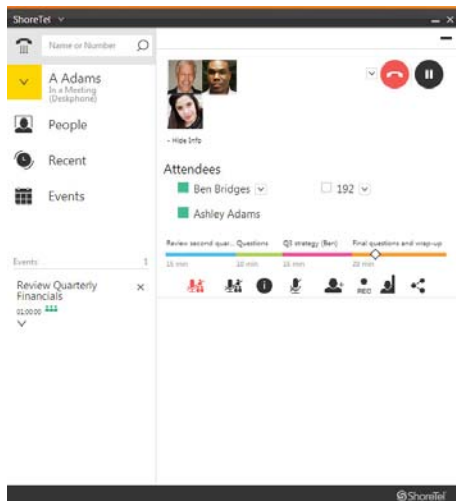 ShoreTel
Name or Number
A Adams
In a Meeting
(Deskphone)
People
Recent
Events
Events 1
Review Quarterly
Financials
01:00:00
- Hide Info
Attendees
Ben Bridges
192
Ashley Adams
Review second quar... Questions Q3 strategy (Ben) Final questions and wrap-up
15 min 10 min 15 min 20 min
REC
ShoreTel